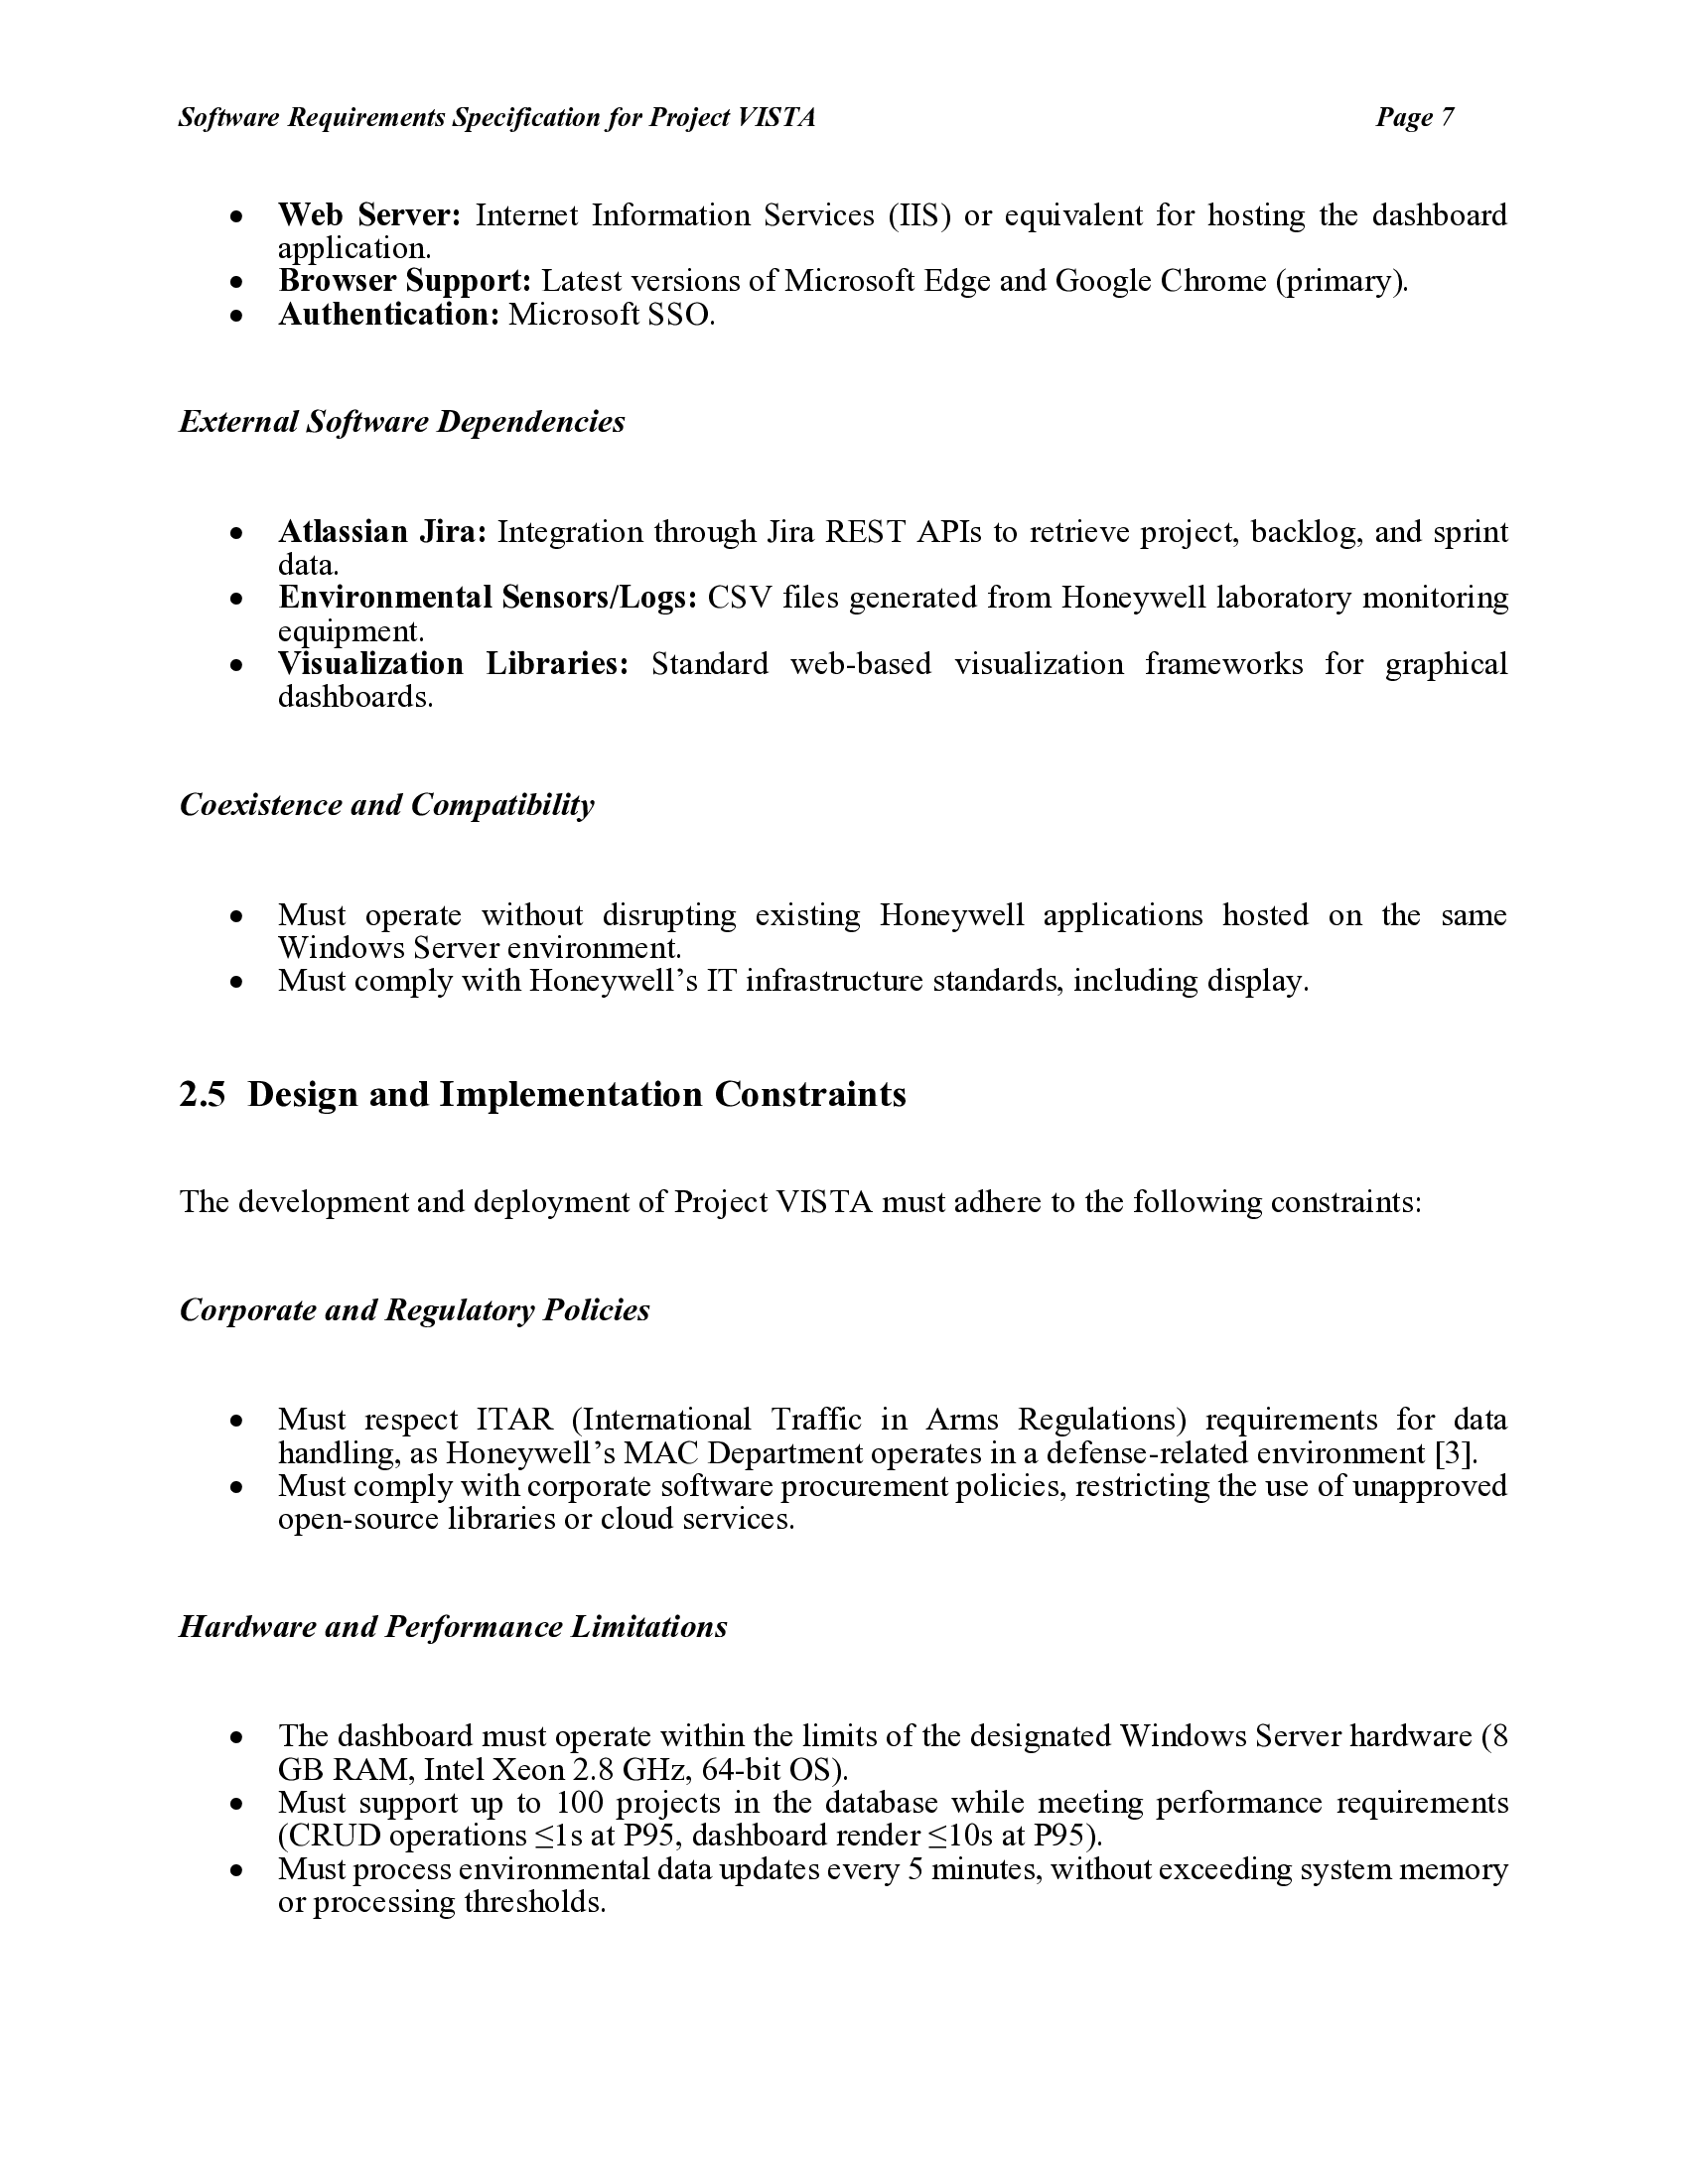 Software Requirements Specification for Project VISTA Page 7
• Web Server: Internet Information Services (IIS) or equivalent for hosting the dashboard
application.
• Browser Support: Latest versions of Microsoft Edge and Google Chrome (primary).
• Authentication: Microsoft SSO.
External Software Dependencies
• Atlassian Jira: Integration through Jira REST APIs to retrieve project, backlog, and sprint
data.
• Environmental Sensors/Logs: CSV files generated from Honeywell laboratory monitoring
equipment.
• Visualization Libraries: Standard web-based visualization frameworks for graphical
dashboards.
Coexistence and Compatibility
• Must operate without disrupting existing Honeywell applications hosted on the same
Windows Server environment.
• Must comply with Honeywell’s IT infrastructure standards, including display.
2.5 Design and Implementation Constraints
The development and deployment of Project VISTA must adhere to the following constraints:
Corporate and Regulatory Policies
• Must respect ITAR (International Traffic in Arms Regulations) requirements for data
handling, as Honeywell’s MAC Department operates in a defense-related environment [3].
• Must comply with corporate software procurement policies, restricting the use of unapproved
open-source libraries or cloud services.
Hardware and Performance Limitations
• The dashboard must operate within the limits of the designated Windows Server hardware (8
GB RAM, Intel Xeon 2.8 GHz, 64-bit OS).
• Must support up to 100 projects in the database while meeting performance requirements
(CRUD operations ≤1s at P95, dashboard render ≤10s at P95).
• Must process environmental data updates every 5 minutes, without exceeding system memory
or processing thresholds.